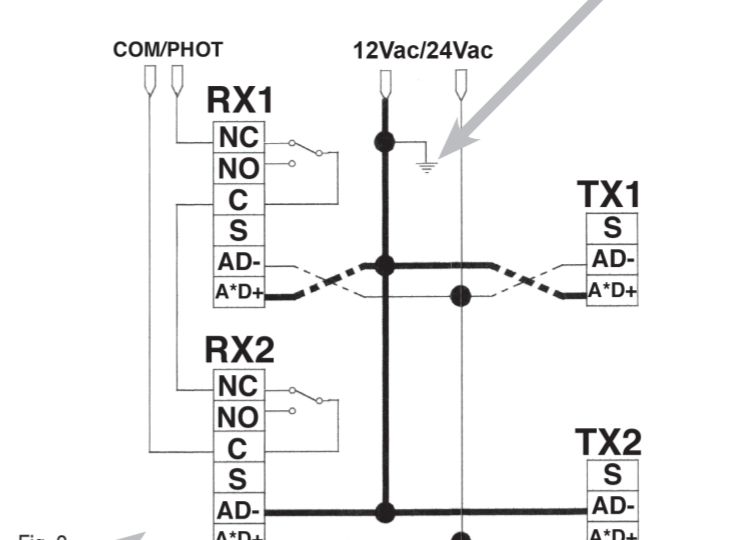 COM/PHOT
12Vac/24Vac
RX1
NC
NO
C
S
AD-
A*D+
TX1
S
AD-
A*D+
RX2
NC
NO
C
S
AD-
A*D+
TX2
S
AD-
A*D+